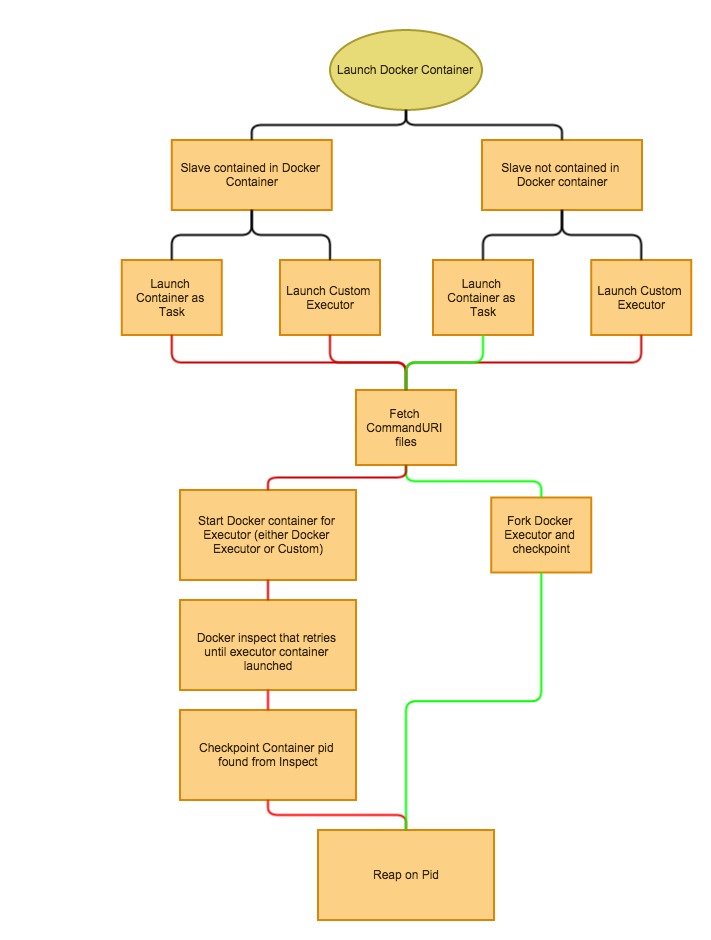 Launch Docker Container
Slave contained in Docker
Container
Slave not contained in
Docker container
Launch
Container as
Task
Launch Custom
Executor
Launch
Container as
Task
Launch Custom
Executor
Fetch
CommandURI
files
Start Docker container for
Executor (either Docker
Executor or Custom)
Fork Docker
Executor and
checkpoint
Docker inspect that retries
until executor container
launched
Checkpoint Container pid
found from Inspect
Reap on Pid